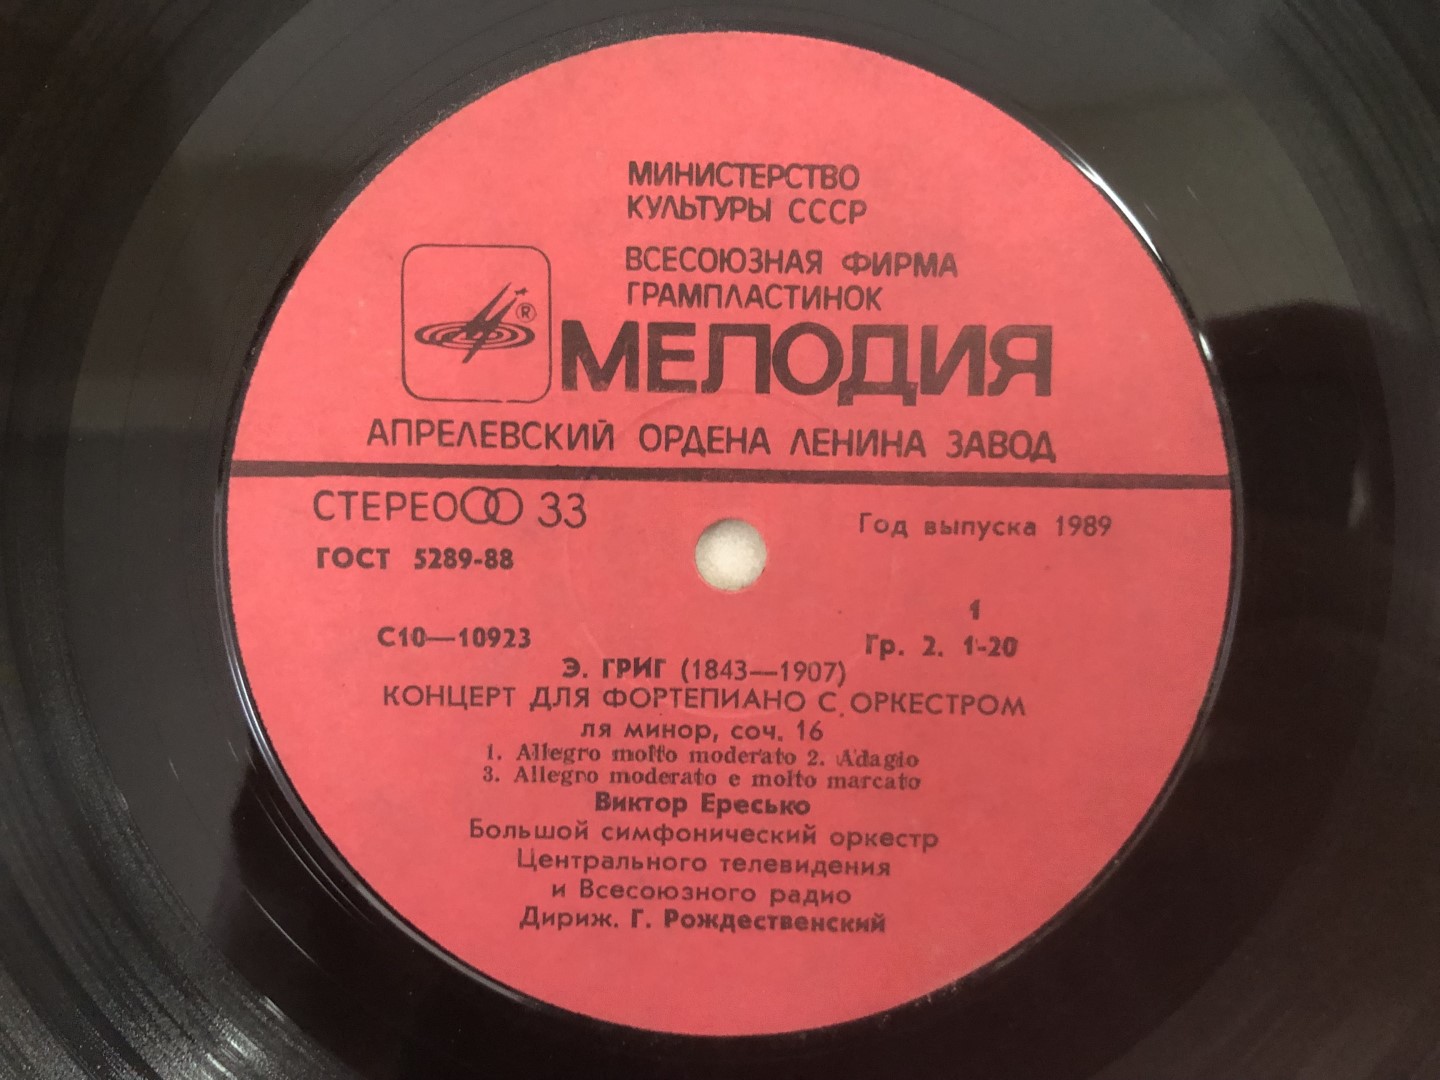 МИНИСТЕРСТВО
КУЛЬТУРЫ СССР
ВСЕСОЮЗНАЯ ФИРМА
ГРАМПЛАСТИНОК
®
МЕЛОДИЯ
АПРЕЛЕВСКИЙ ОРДЕНА ЛЕНИНА ЗАВОД
СТЕРЕО 33
Год выпуска 1989
ГОСТ 5289-88
1
С10—10923
Гр. 2. 1-20
Э. ГРИГ (1843—1907)
КОНЦЕРТ ДЛЯ ФОРТЕПИАНО С ОРКЕСТРОМ
ля минор, соч. 16
1. Allegro molto moderato 2. Adagio
3. Allegro moderato e molto marcato
Виктор Ересько
Большой симфонический оркестр
Центрального телевидения
и Всесоюзного радио
Дириж. Г. Рождественский